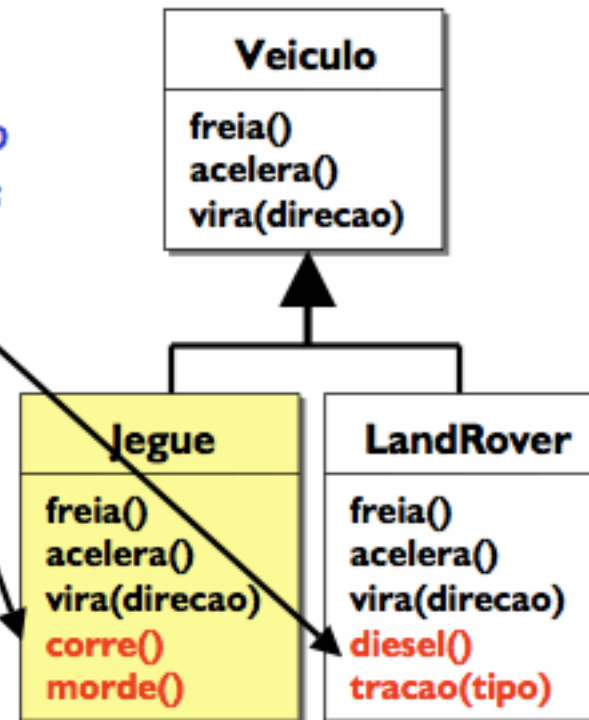 Veiculo
freia()
acelera()
vira(direcao)
Jegue
freia()
acelera()
vira(direcao)
corre()
morde()
LandRover
freia()
acelera()
vira(direcao)
diesel()
tracao(tipo)